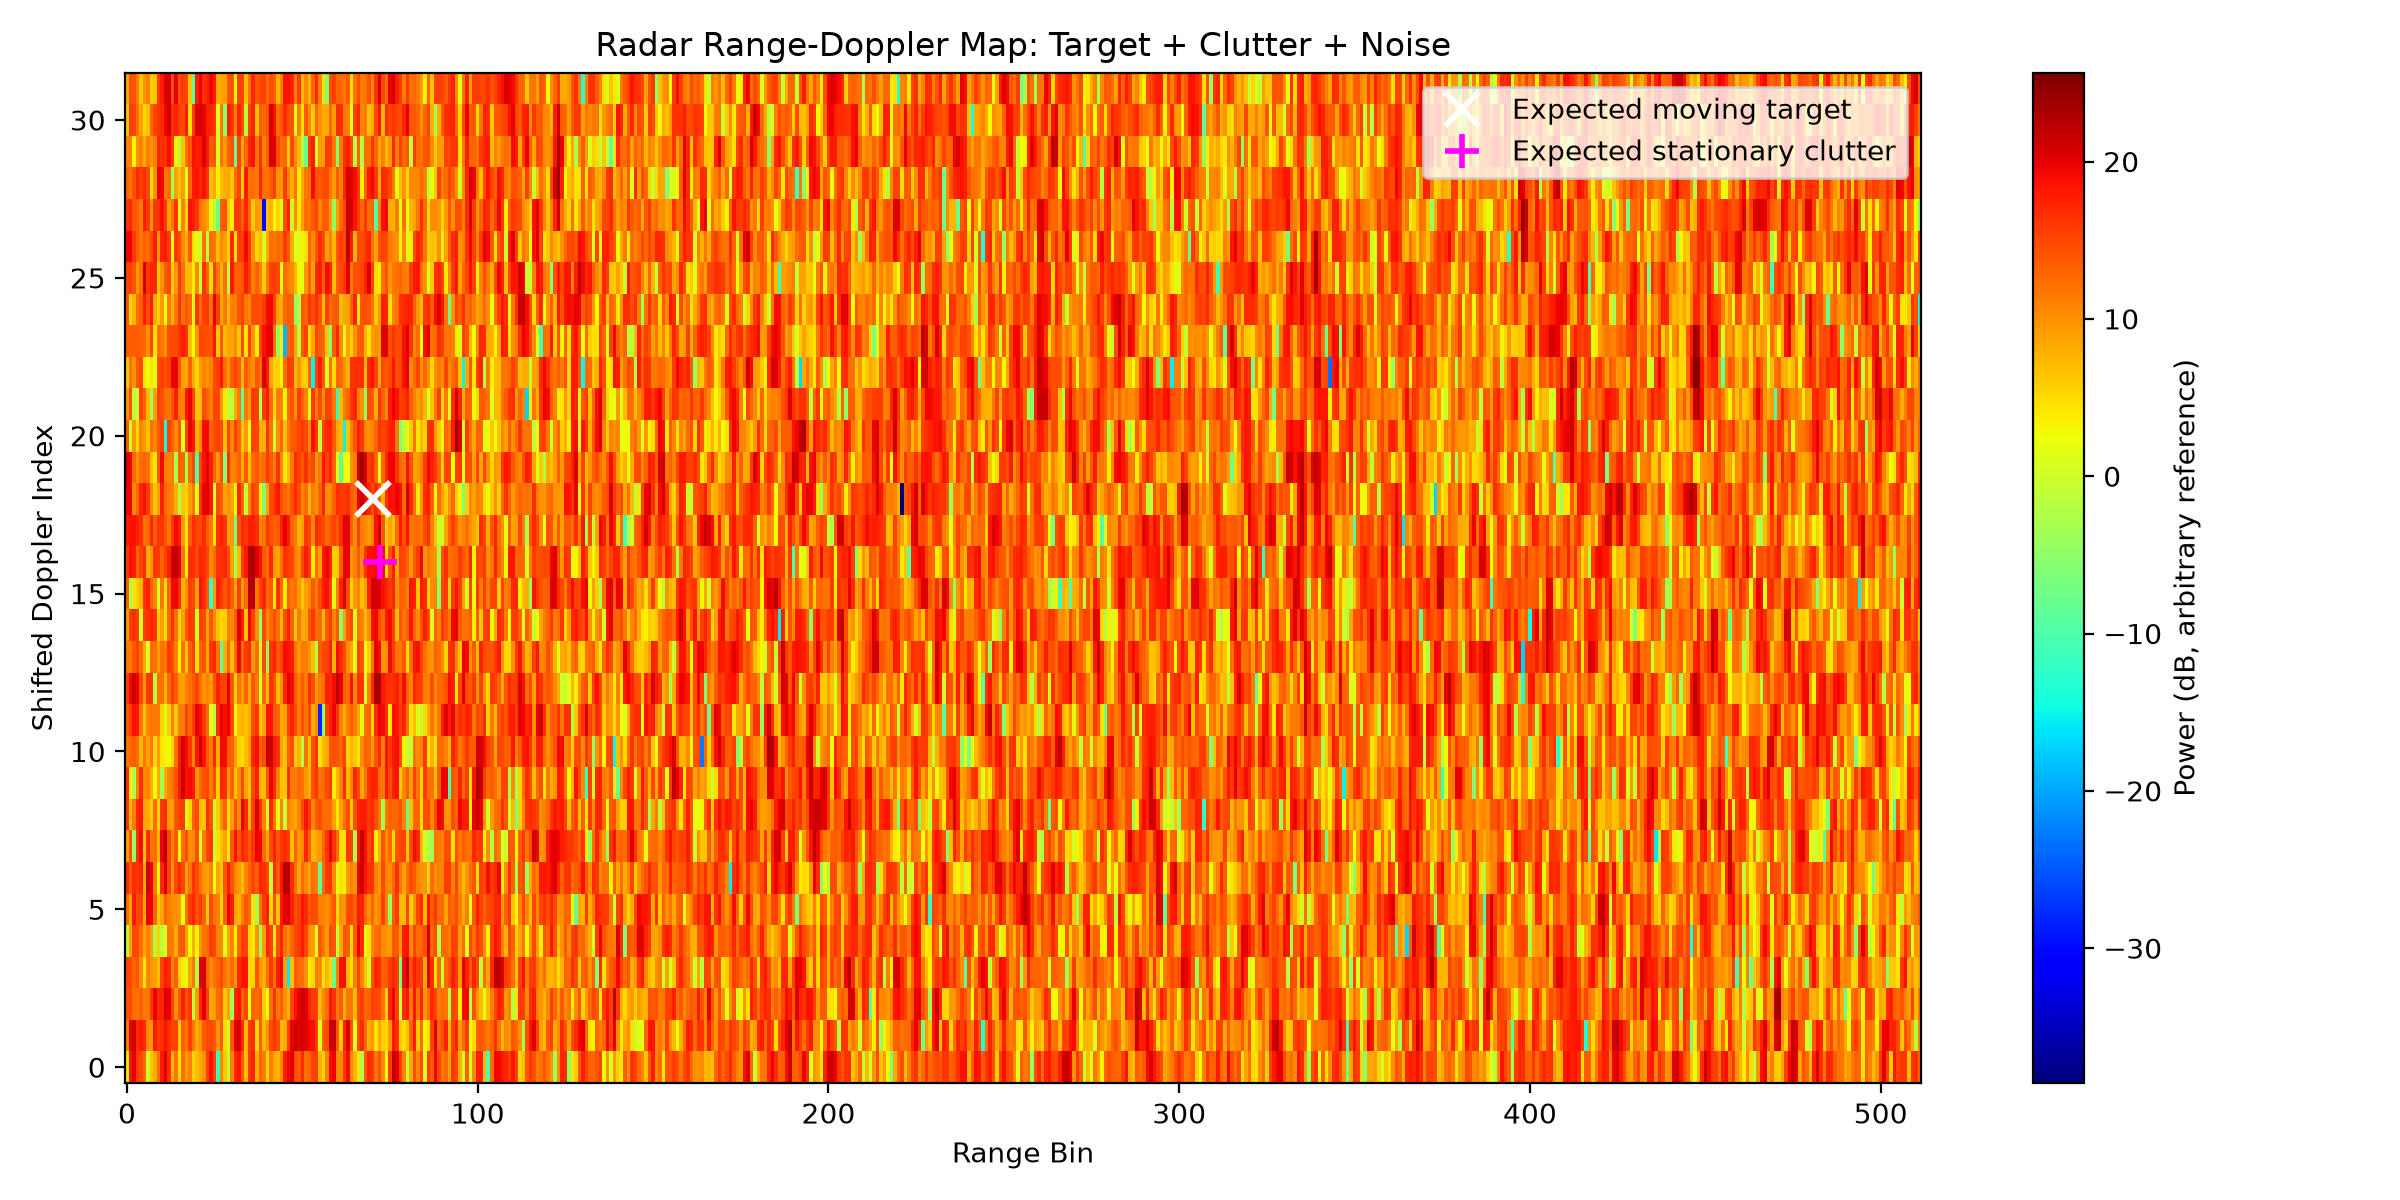 Radar Range-Doppler Map: Target + Clutter + Noise
Expected moving target
Expected stationary clutter
30
25
20
15
10
5
0
Shifted Doppler Index
0 100 200 300 400 500
Range Bin
20
10
0
−10
−20
−30
Power (dB, arbitrary reference)